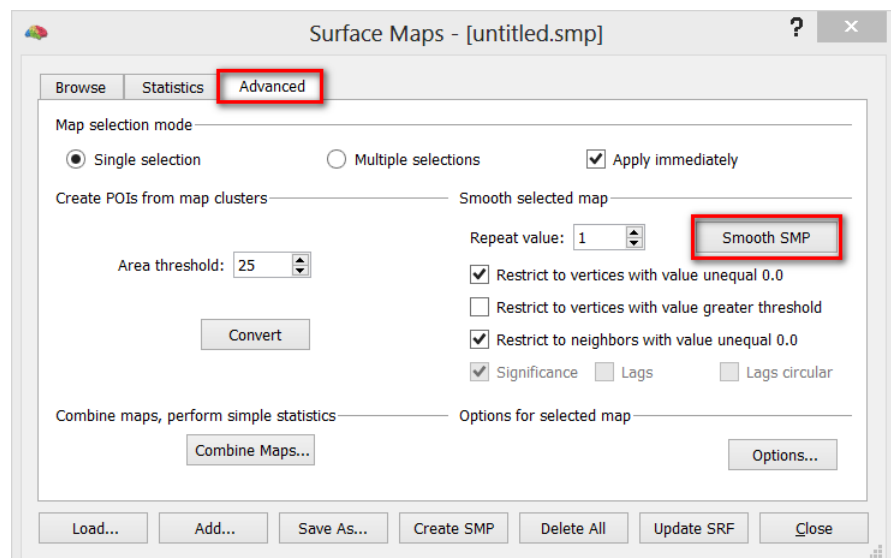 Surface Maps - [untitled.smp] ? ×
Browse Statistics Advanced
Map selection mode
Single selection Multiple selections Apply immediately
Create POIs from map clusters Smooth selected map
Repeat value: 1 Smooth SMP
Area threshold: 25 Restrict to vertices with value unequal 0.0
Restrict to vertices with value greater threshold
Convert Restrict to neighbors with value unequal 0.0
Significance Lags Lags circular
Combine maps, perform simple statistics Options for selected map
Combine Maps... Options...
Load... Add... Save As... Create SMP Delete All Update SRF Close